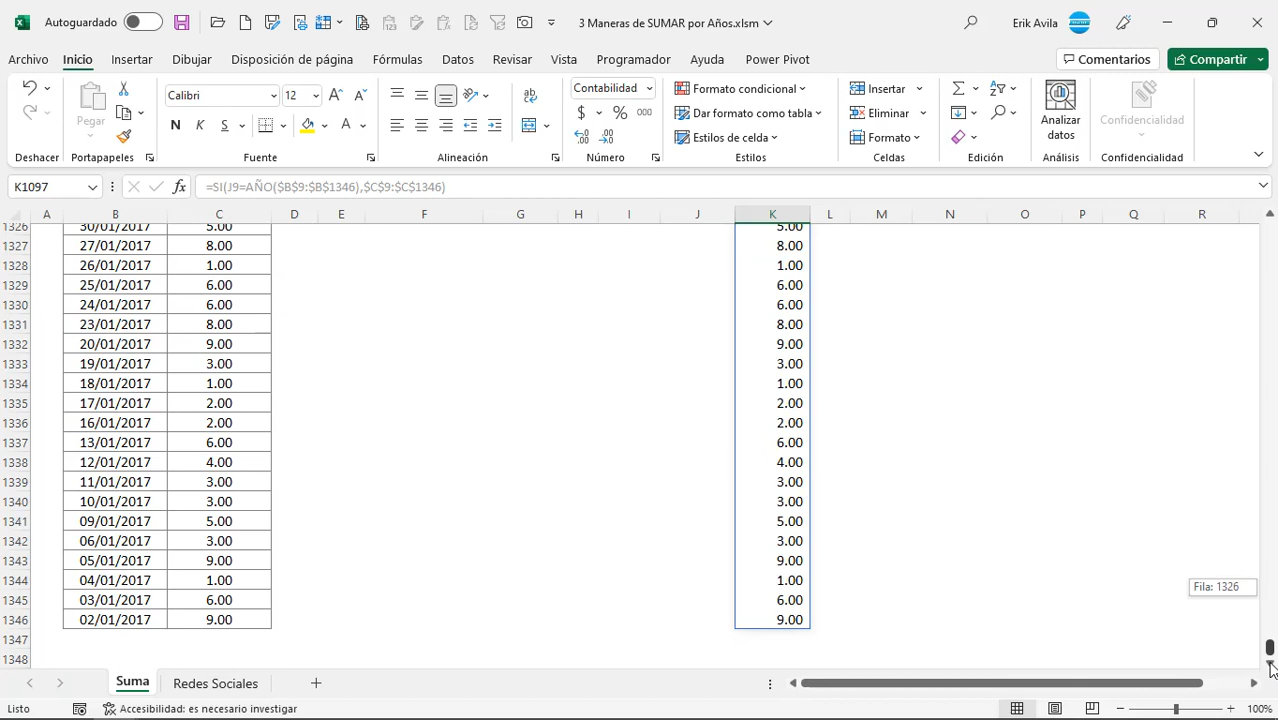 Autoguardado 3 Maneras de SUMAR por Años.xlsm Erik Avila
Archivo Inicio Insertar Dibujar Disposición de página Fórmulas Datos Revisar Vista Programador Ayuda Power Pivot Comentarios Compartir
Pegar Calibri 12 A A ab Contabilidad Formato condicional Insertar Analizar datos Confidencialidad
N K S A $ % 000 Dar formato como tabla Eliminar
Estilos de celda Formato
Deshacer Portapapeles Fuente Alineación Número Estilos Celdas Edición Análisis Confidencialidad
K1097 fx =SI(J9=AÑO($B$9:$B$1346),$C$9:$C$1346)
A B C D E F G H I J K L M N O P Q R
1326 30/01/2017 5.00 5.00
1327 27/01/2017 8.00 8.00
1328 26/01/2017 1.00 1.00
1329 25/01/2017 6.00 6.00
1330 24/01/2017 6.00 6.00
1331 23/01/2017 8.00 8.00
1332 20/01/2017 9.00 9.00
1333 19/01/2017 3.00 3.00
1334 18/01/2017 1.00 1.00
1335 17/01/2017 2.00 2.00
1336 16/01/2017 2.00 2.00
1337 13/01/2017 6.00 6.00
1338 12/01/2017 4.00 4.00
1339 11/01/2017 3.00 3.00
1340 10/01/2017 3.00 3.00
1341 09/01/2017 5.00 5.00
1342 06/01/2017 3.00 3.00
1343 05/01/2017 9.00 9.00
1344 04/01/2017 1.00 1.00 Fila: 1326
1345 03/01/2017 6.00 6.00
1346 02/01/2017 9.00 9.00
1347
1348
Suma Redes Sociales
Listo Accesibilidad: es necesario investigar 100%